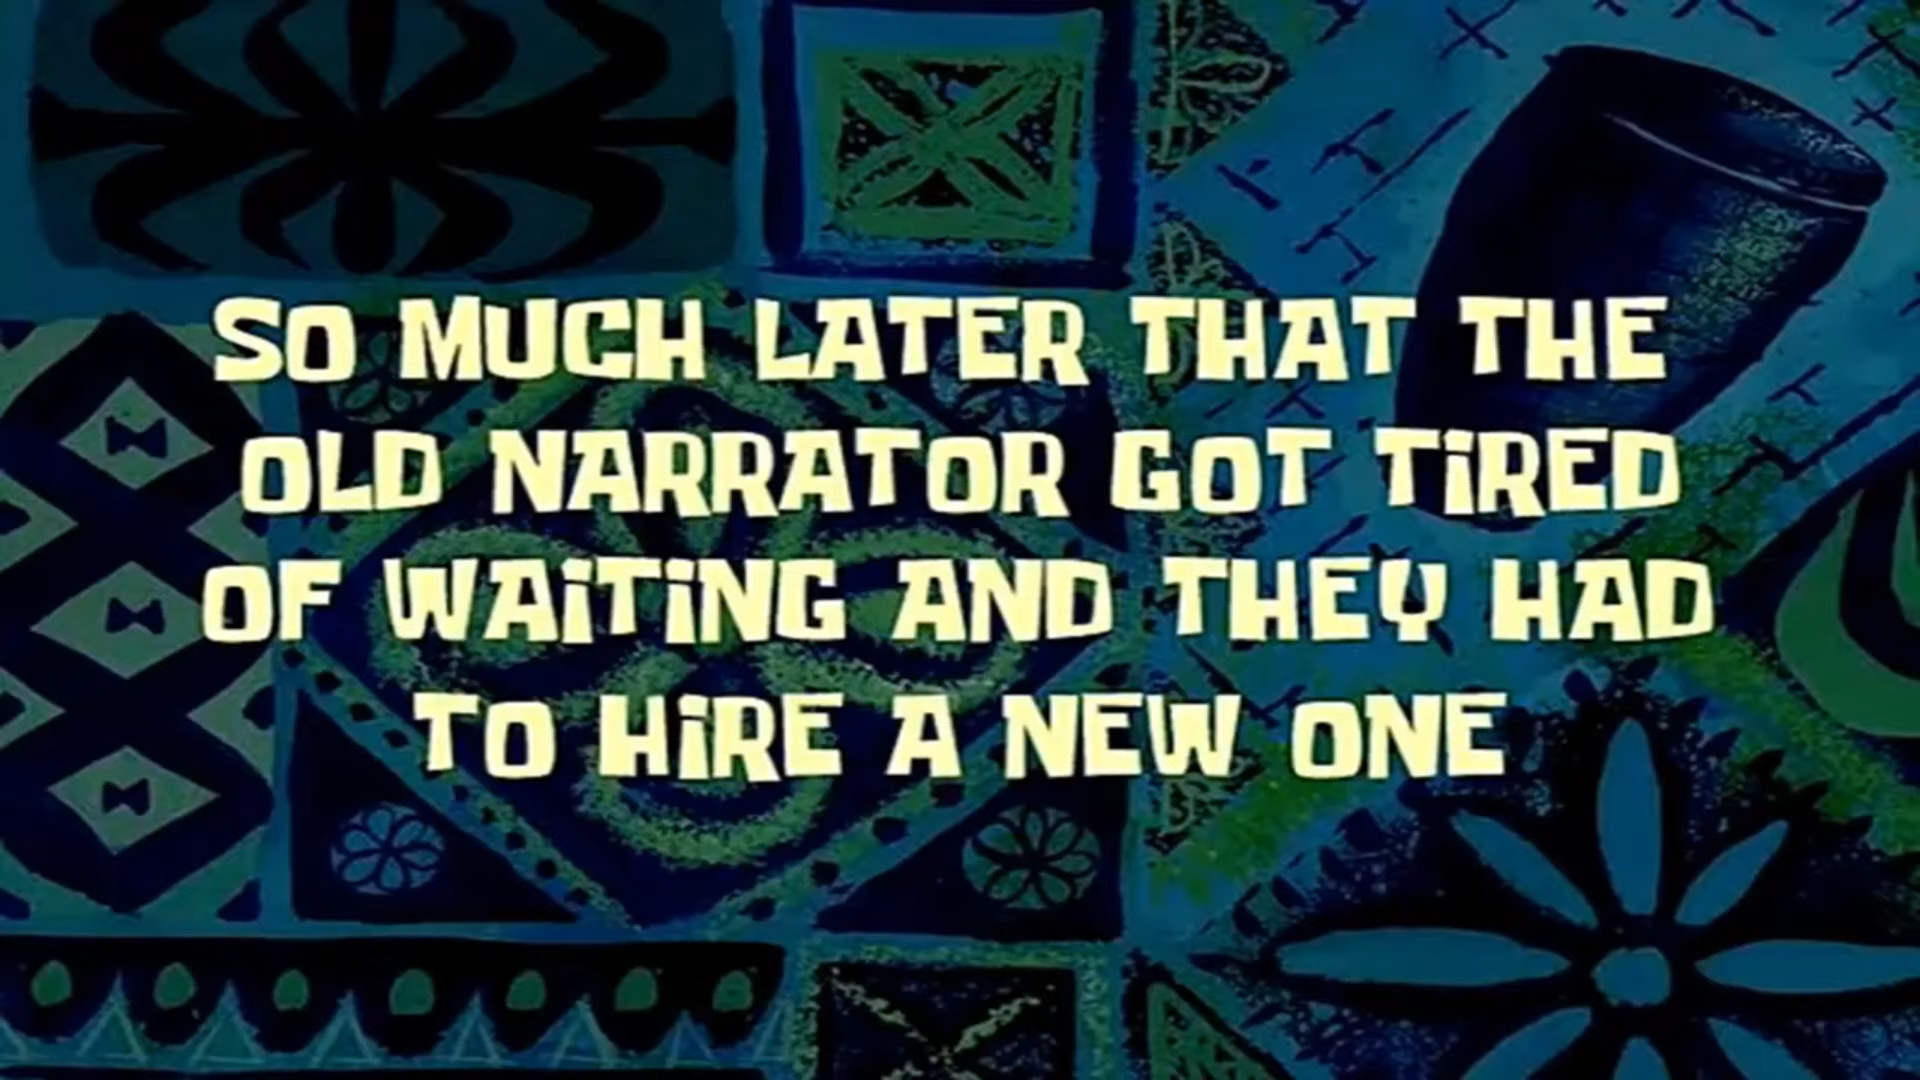 SO MUCH LATER THAT THE
OLD NARRATOR GOT TiRED
OF WAiTiNG AND THEY HAD
TO HiRE A NEW ONE